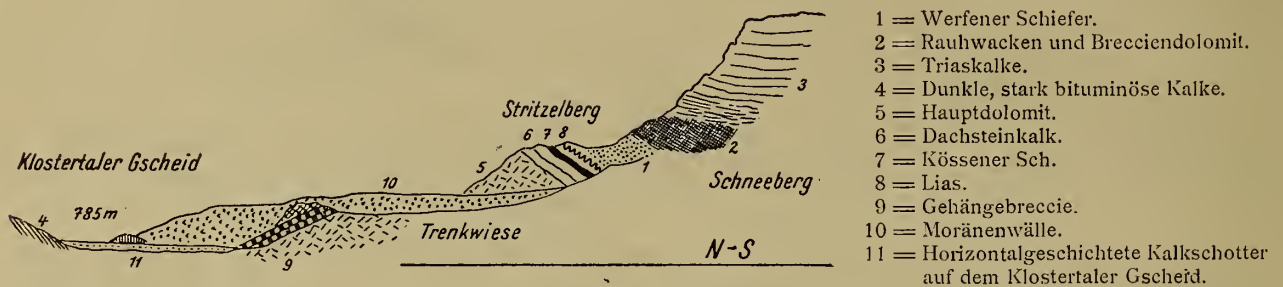 Klostertaler Gscheid
785m
4
11
9
10
Trenkwiese
Stritzelberg
5
6 7 8
1
2
3
Schneeberg
N-S
1 = Werfener Schiefer.
2 = Rauhwacken und Brecciendolomit.
3 = Triaskalke.
4 = Dunkle, stark bituminöse Kalke.
5 = Hauptdolomit.
6 = Dachsteinkalk.
7 = Kössener Sch.
8 = Lias.
9 = Gehängebreccie.
10 = Moränenwälle.
11 = Horizontalgeschichtete Kalkschotter
auf dem Klostertaler Gscheid.